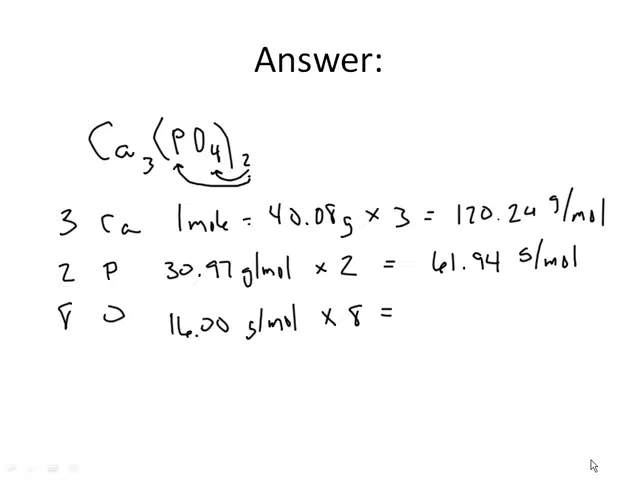 Answer:
Ca3(PO4)2
3 Ca 1mole = 40.08g × 3 = 120.24 g/mol
2 P 30.97 g/mol × 2 = 61.94 g/mol
8 O 16.00 g/mol × 8 =